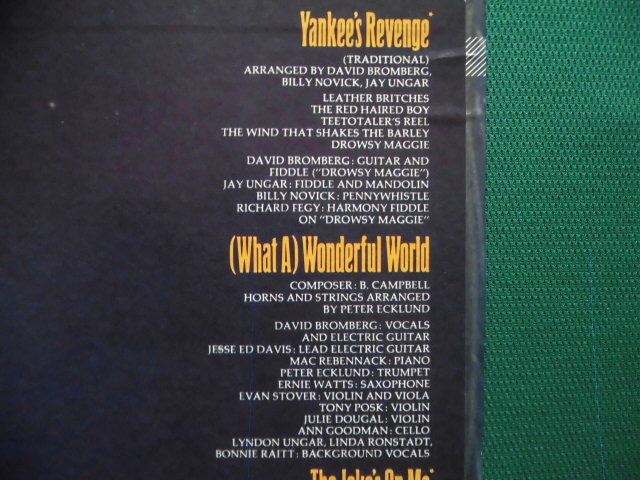 Yankee's Revenge*
(TRADITIONAL)
ARRANGED BY DAVID BROMBERG,
BILLY NOVICK, JAY UNGAR
LEATHER BRITCHES
THE RED HAIRED BOY
TEETOTALER'S REEL
THE WIND THAT SHAKES THE BARLEY
DROWSY MAGGIE
DAVID BROMBERG: GUITAR AND
FIDDLE ("DROWSY MAGGIE")
JAY UNGAR: FIDDLE AND MANDOLIN
BILLY NOVICK: PENNYWHISTLE
RICHARD FEGY: HARMONY FIDDLE
ON "DROWSY MAGGIE"
(What A) Wonderful World
COMPOSER: B. CAMPBELL
HORNS AND STRINGS ARRANGED
BY PETER ECKLUND
DAVID BROMBERG: VOCALS
AND ELECTRIC GUITAR
JESSE ED DAVIS: LEAD ELECTRIC GUITAR
MAC REBENNACK: PIANO
PETER ECKLUND: TRUMPET
ERNIE WATTS: SAXOPHONE
EVAN STOVER: VIOLIN AND VIOLA
TONY POSK: VIOLIN
JULIE DOUGAL: VIOLIN
ANN GOODMAN: CELLO
LYNDON UNGAR, LINDA RONSTADT,
BONNIE RAITT: BACKGROUND VOCALS
The Joke's On Me*